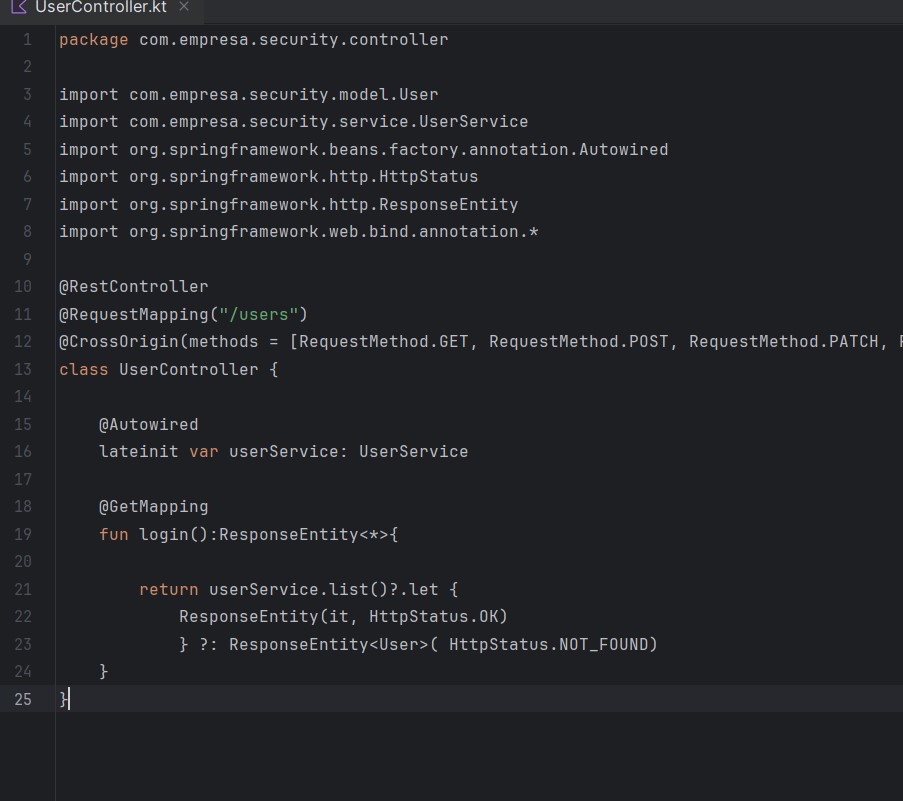 UserController.kt
1 package com.empresa.security.controller
2
3 import com.empresa.security.model.User
4 import com.empresa.security.service.UserService
5 import org.springframework.beans.factory.annotation.Autowired
6 import org.springframework.http.HttpStatus
7 import org.springframework.http.ResponseEntity
8 import org.springframework.web.bind.annotation.*
9
10 @RestController
11 @RequestMapping("/users")
12 @CrossOrigin(methods = [RequestMethod.GET, RequestMethod.POST, RequestMethod.PATCH,
13 class UserController {
14
15     @Autowired
16     lateinit var userService: UserService
17
18     @GetMapping
19     fun login():ResponseEntity<*>{
20
21         return userService.list()?.let {
22             ResponseEntity(it, HttpStatus.OK)
23             } ?: ResponseEntity<User>( HttpStatus.NOT_FOUND)
24     }
25 }